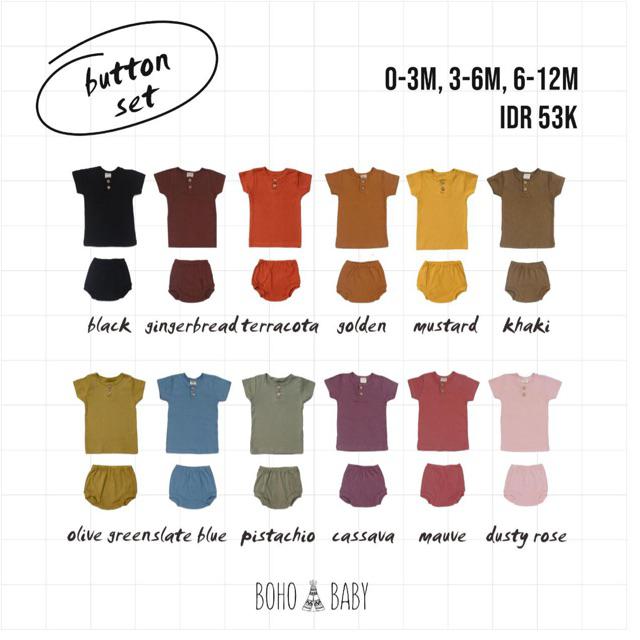 button
set
0-3M, 3-6M, 6-12M
IDR 53K
black gingerbread terracota golden mustard khaki
olive green slate blue pistachio cassava mauve dusty rose
BOHO BABY